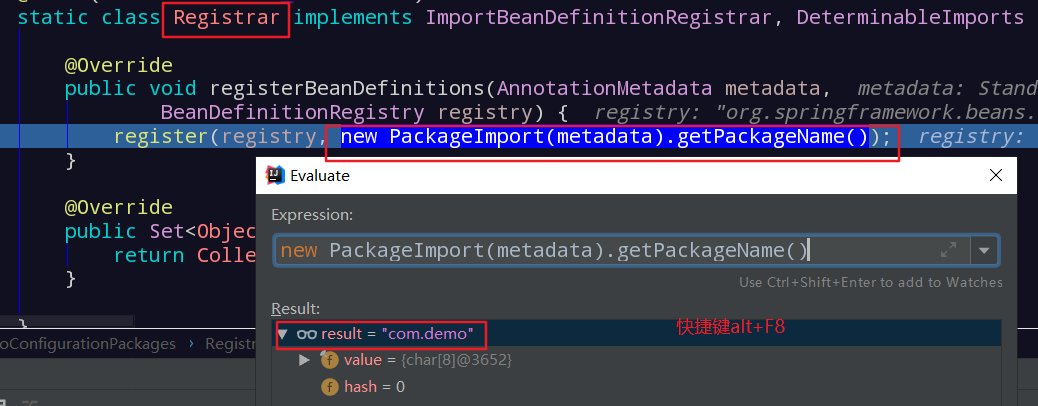 static class Registrar implements ImportBeanDefinitionRegistrar, DeterminableImports
@Override
public void registerBeanDefinitions(AnnotationMetadata metadata, metadata: Stand
BeanDefinitionRegistry registry) { registry: "org.springframework.beans.
register(registry, new PackageImport(metadata).getPackageName()); registry:
}
Evaluate
@Override
Expression:
public Set<Objec
new PackageImport(metadata).getPackageName()
return Colle
}
Use Ctrl+Shift+Enter to add to Watches
Result:
}
result = "com.demo"
快捷键alt+F8
oConfigurationPackages › Registr
value = {char[8]@3652}
hash = 0